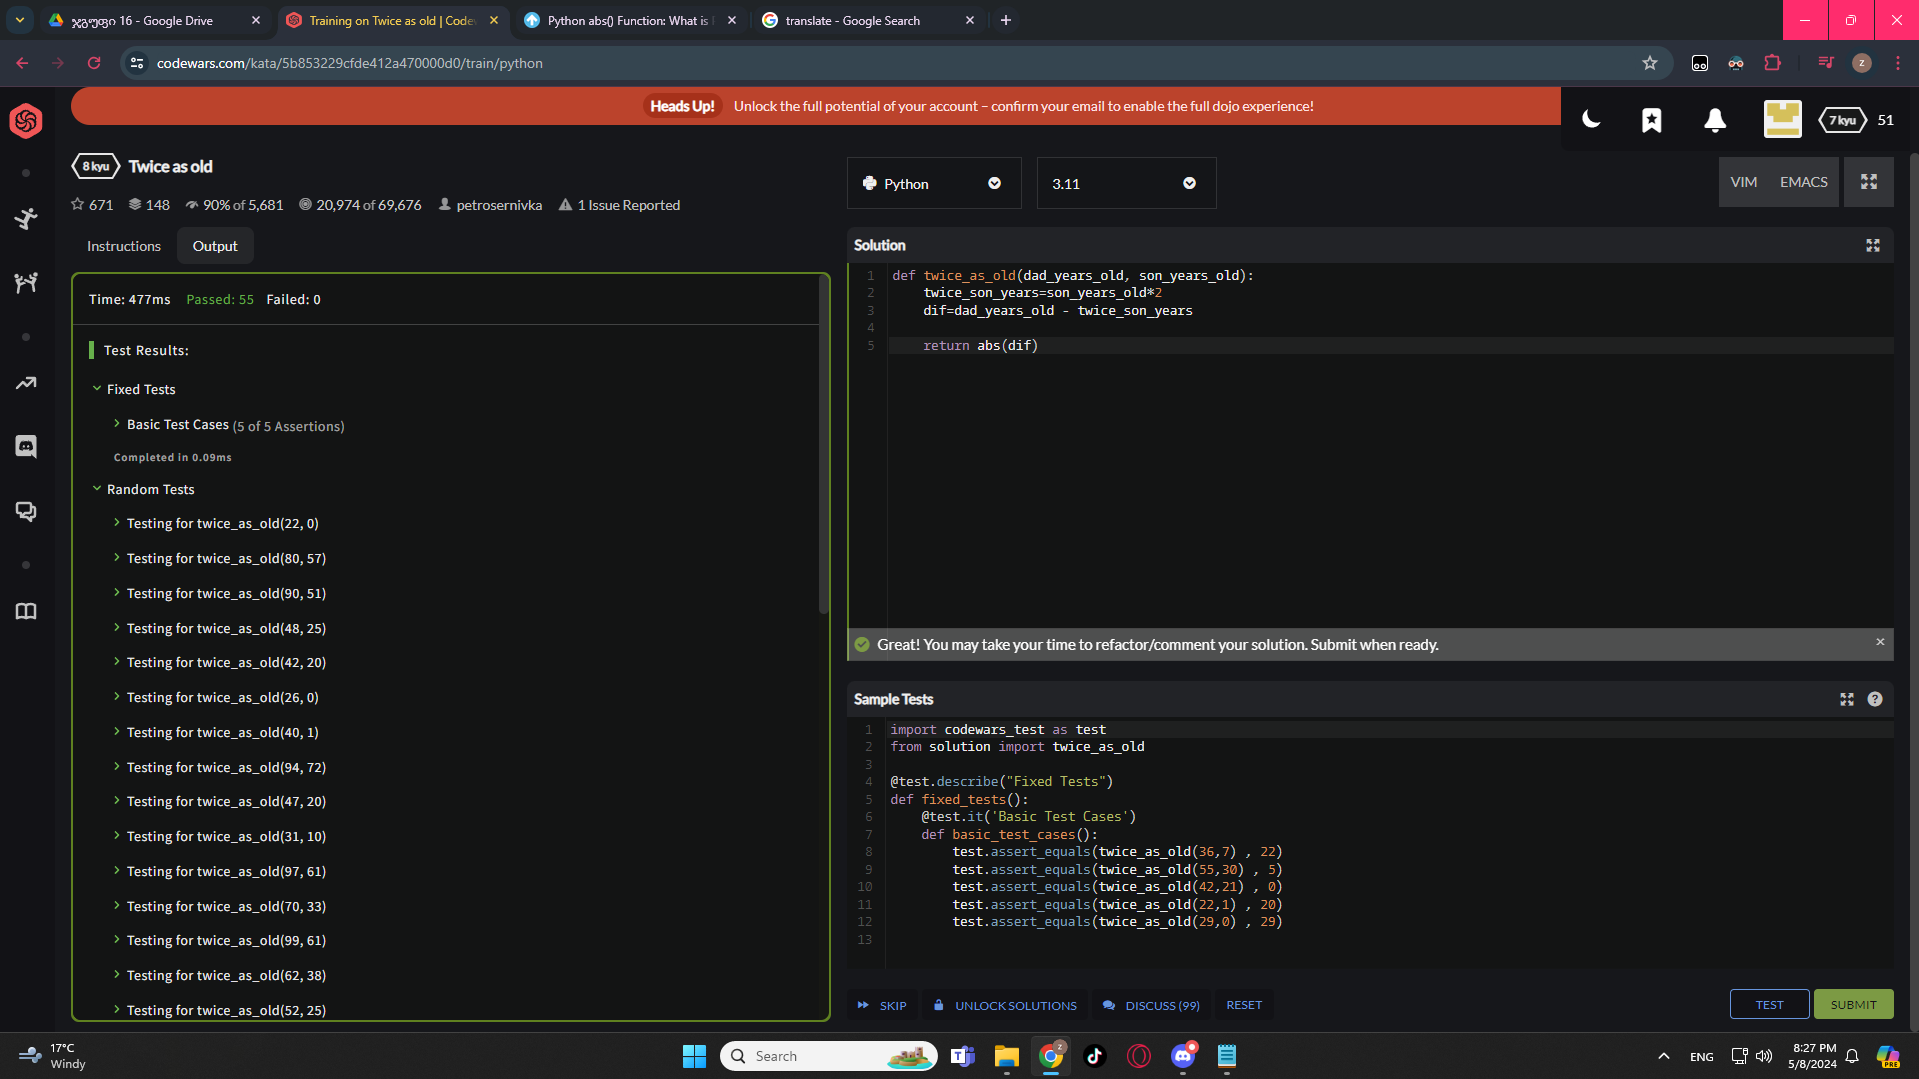 ჯგუფი 16 - Google Drive
Training on Twice as old | Codew
Python abs() Function: What is
translate - Google Search
codewars.com/kata/5b853229cfde412a470000d0/train/python
Z
Heads Up! Unlock the full potential of your account – confirm your email to enable the full dojo experience!
7 kyu 51
8 kyu Twice as old
671 148 90% of 5,681 20,974 of 69,676 petrosernivka 1 Issue Reported
Instructions Output
Time: 477ms Passed: 55 Failed: 0
Test Results:
Fixed Tests
Basic Test Cases (5 of 5 Assertions)
Completed in 0.09ms
Random Tests
Testing for twice_as_old(22, 0)
Testing for twice_as_old(80, 57)
Testing for twice_as_old(90, 51)
Testing for twice_as_old(48, 25)
Testing for twice_as_old(42, 20)
Testing for twice_as_old(26, 0)
Testing for twice_as_old(40, 1)
Testing for twice_as_old(94, 72)
Testing for twice_as_old(47, 20)
Testing for twice_as_old(31, 10)
Testing for twice_as_old(97, 61)
Testing for twice_as_old(70, 33)
Testing for twice_as_old(99, 61)
Testing for twice_as_old(62, 38)
Testing for twice_as_old(52, 25)
Python 3.11 VIM EMACS
Solution
1 def twice_as_old(dad_years_old, son_years_old):
2 twice_son_years=son_years_old*2
3 dif=dad_years_old - twice_son_years
4
5 return abs(dif)
Great! You may take your time to refactor/comment your solution. Submit when ready.
Sample Tests
1 import codewars_test as test
2 from solution import twice_as_old
3
4 @test.describe("Fixed Tests")
5 def fixed_tests():
6 @test.it('Basic Test Cases')
7 def basic_test_cases():
8 test.assert_equals(twice_as_old(36,7) , 22)
9 test.assert_equals(twice_as_old(55,30) , 5)
10 test.assert_equals(twice_as_old(42,21) , 0)
11 test.assert_equals(twice_as_old(22,1) , 20)
12 test.assert_equals(twice_as_old(29,0) , 29)
13
SKIP UNLOCK SOLUTIONS DISCUSS (99) RESET TEST SUBMIT
17°C
Windy
Search
ENG
8:27 PM
5/8/2024
PRE